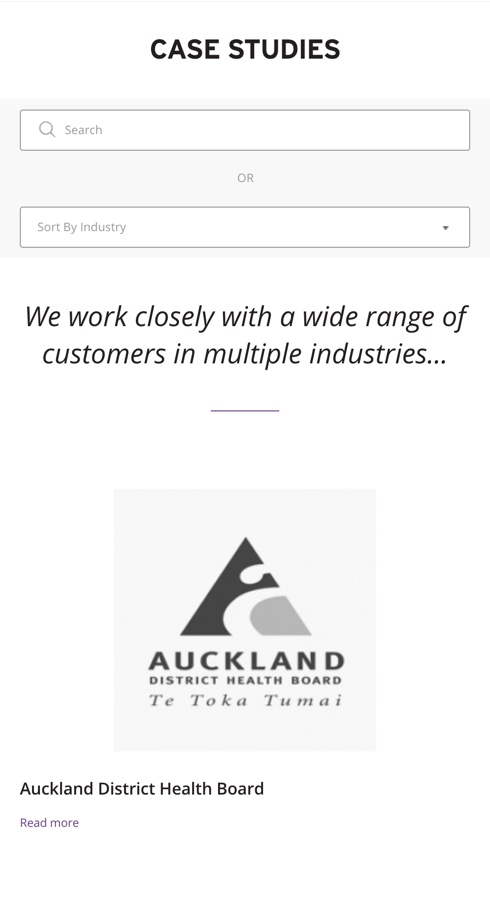 CASE STUDIES
Search
OR
Sort By Industry
We work closely with a wide range of
customers in multiple industries...
AUCKLAND
DISTRICT HEALTH BOARD
Te Toka Tumai
Auckland District Health Board
Read more